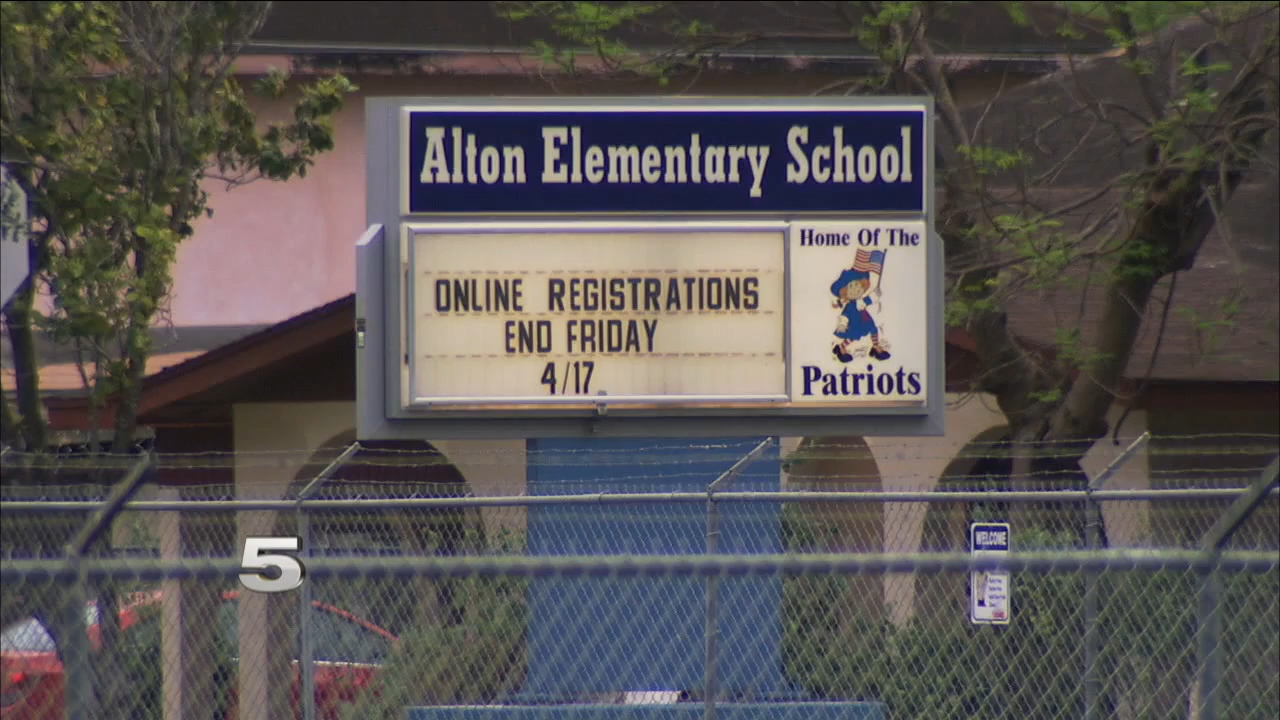 Alton Elementary School
ONLINE REGISTRATIONS
END FRIDAY
4/17
Home Of The
Patriots
WELCOME
5